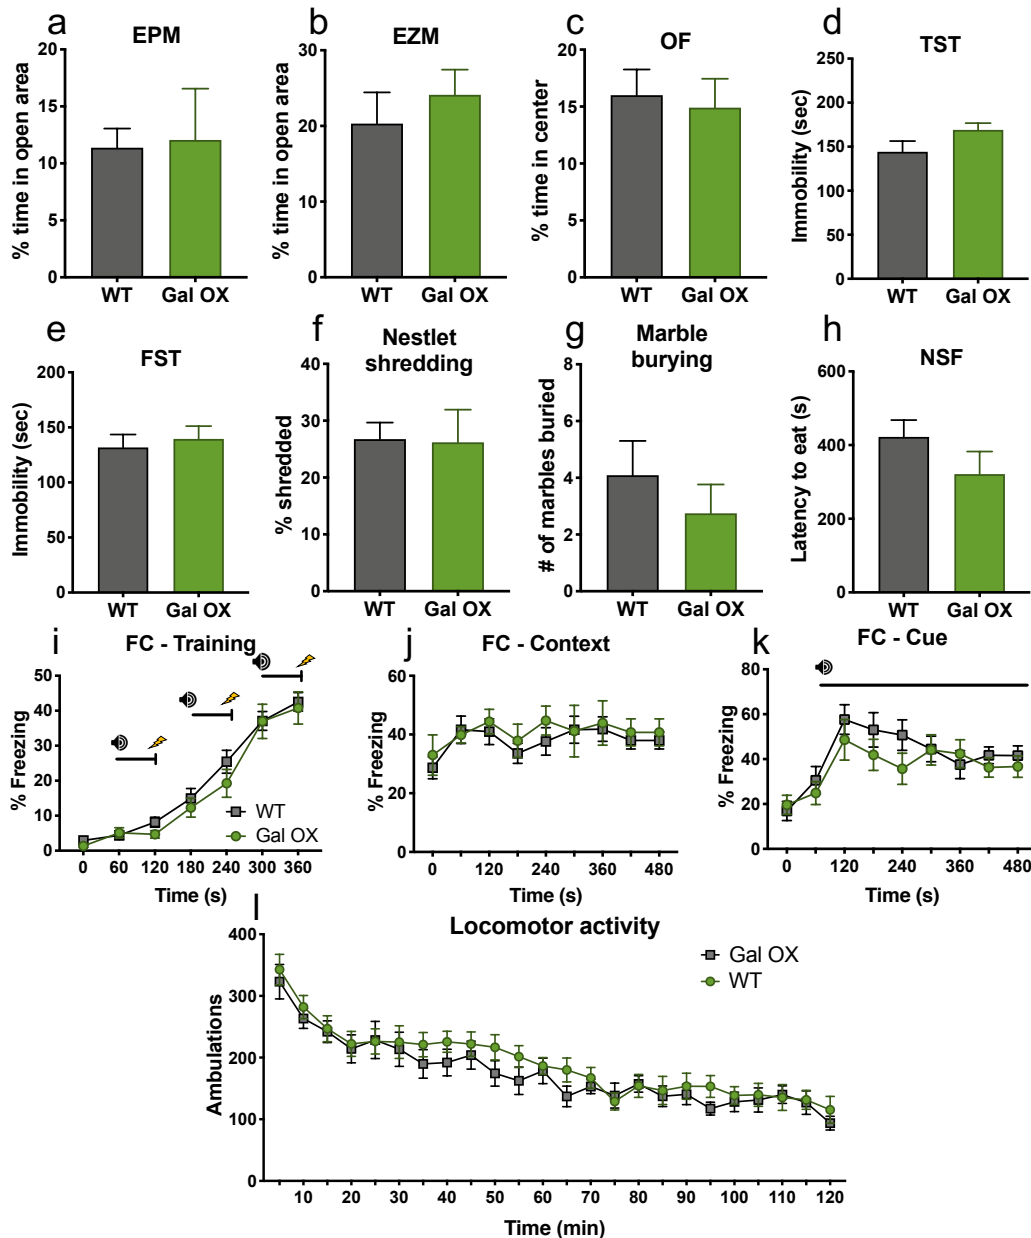 a
EPM
% time in open area
20
15
10
5
0
WT
Gal OX
b
EZM
% time in open area
30
20
10
0
WT
Gal OX
c
OF
% time in center
20
15
10
5
0
WT
Gal OX
d
TST
Immobility (sec)
250
200
150
100
50
0
WT
Gal OX
e
FST
Immobility (sec)
200
150
100
50
0
WT
Gal OX
f
Nestlet
shredding
% shredded
40
30
20
10
0
WT
Gal OX
g
Marble
burying
# of marbles buried
8
6
4
2
0
WT
Gal OX
h
NSF
Latency to eat (s)
600
400
200
0
WT
Gal OX
i
FC - Training
% Freezing
50
40
30
20
10
0
WT
Gal OX
0 60 120 180 240 300 360
Time (s)
j
FC - Context
% Freezing
60
40
20
0
0 120 240 360 480
Time (s)
k
FC - Cue
% Freezing
80
60
40
20
0
0 120 240 360 480
Time (s)
l
Locomotor activity
Ambulations
400
300
200
100
0
Gal OX
WT
10 20 30 40 50 60 70 80 90 100 110 120
Time (min)